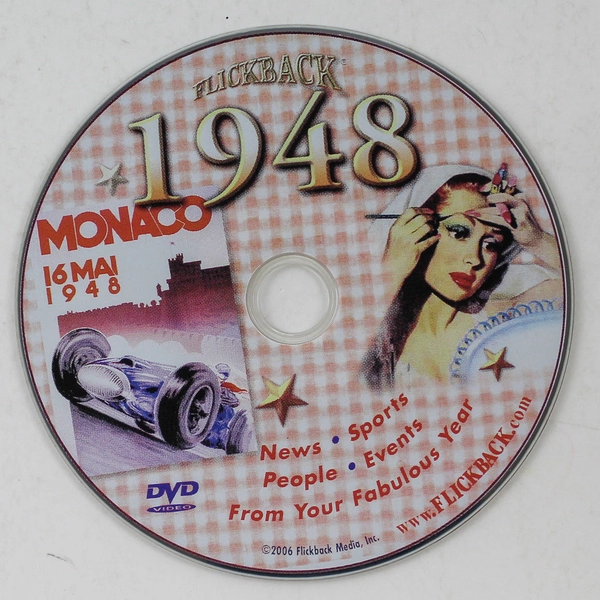 FLICKBACK
1948
MONACO
16 MAI
1948
News • Sports
People • Events
From Your Fabulous Year
www.FLICKBACK.com
DVD
VIDEO
©2006 Flickback Media, Inc.